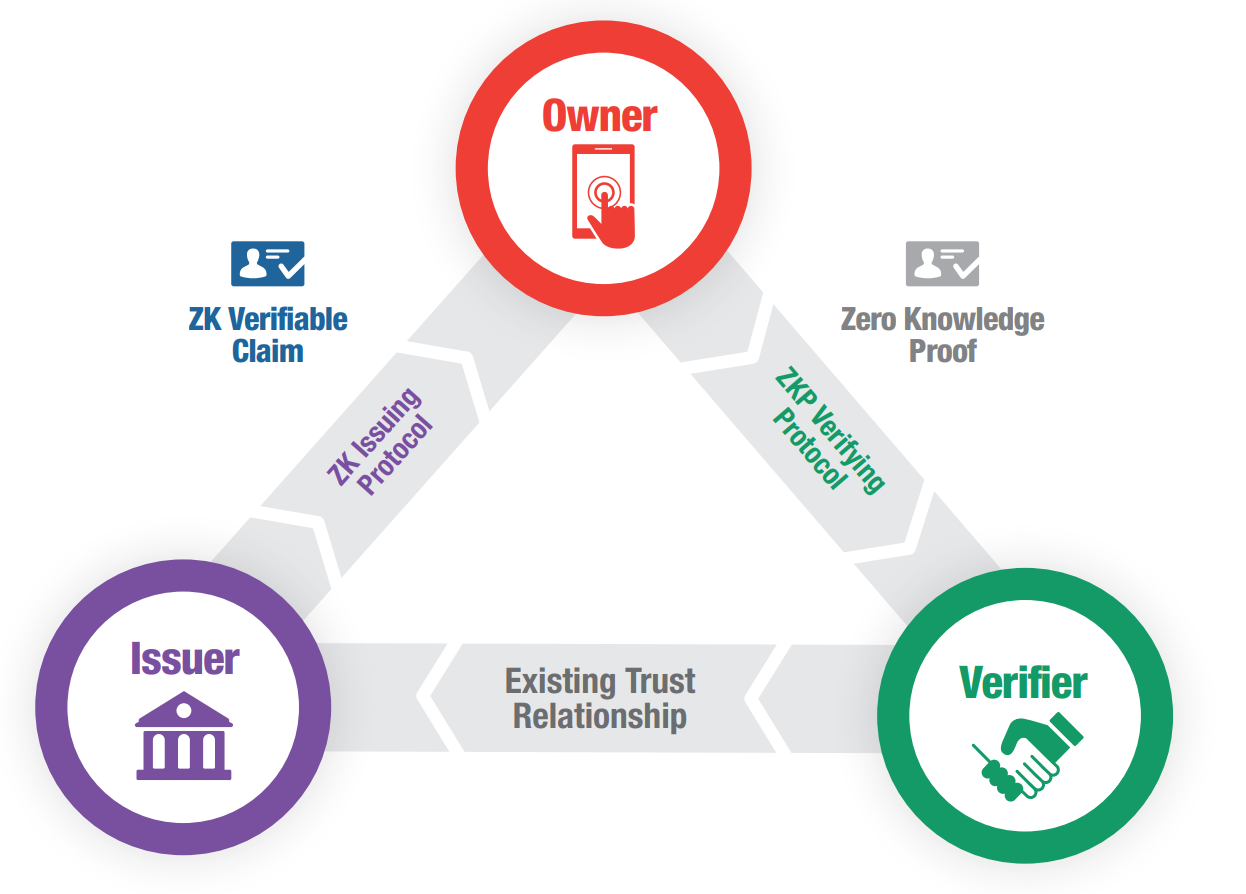 Owner
ZK Verifiable
Claim
Zero Knowledge
Proof
ZK Issuing
Protocol
ZKP Verifying
Protocol
Issuer
Existing Trust
Relationship
Verifier